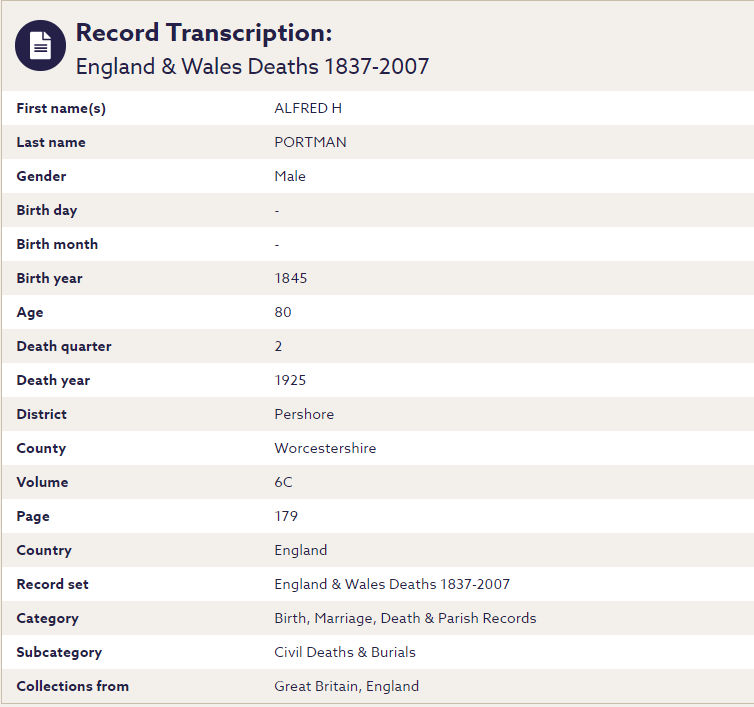 Record Transcription:
England & Wales Deaths 1837-2007
First name(s) ALFRED H
Last name PORTMAN
Gender Male
Birth day -
Birth month -
Birth year 1845
Age 80
Death quarter 2
Death year 1925
District Pershore
County Worcestershire
Volume 6C
Page 179
Country England
Record set England & Wales Deaths 1837-2007
Category Birth, Marriage, Death & Parish Records
Subcategory Civil Deaths & Burials
Collections from Great Britain, England